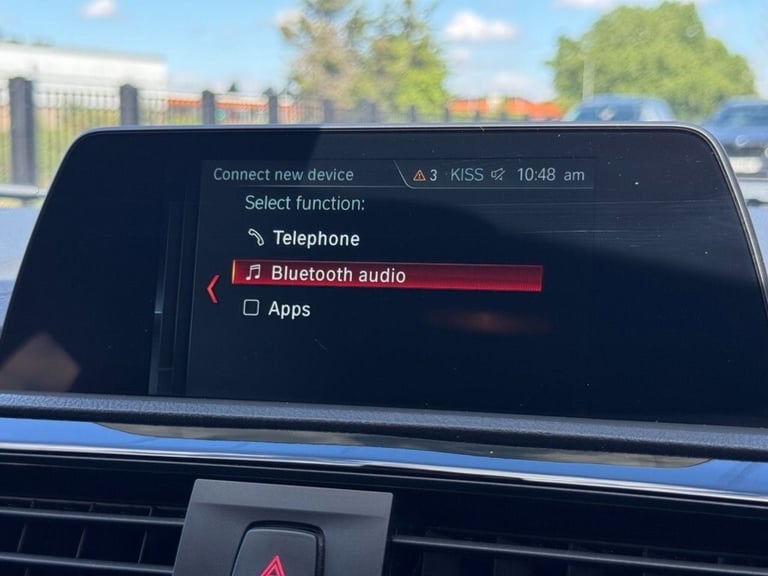 Connect new device 3 KISS 10:48 am
Select function:
Telephone
Bluetooth audio
Apps